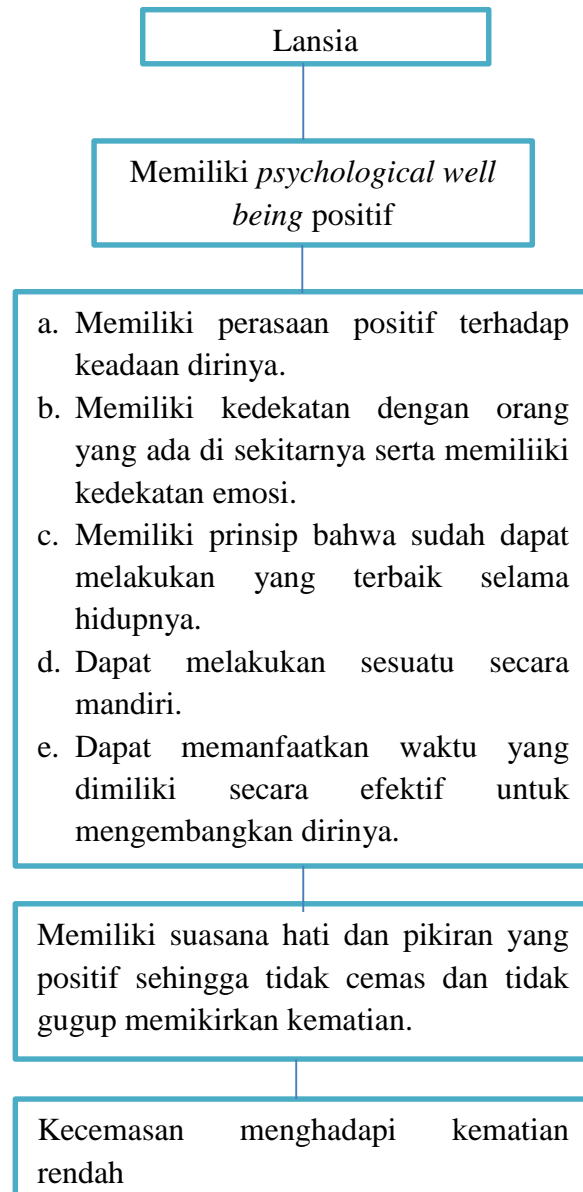 Lansia
Memiliki psychological well
being positif
a. Memiliki perasaan positif terhadap
keadaan dirinya.
b. Memiliki kedekatan dengan orang
yang ada di sekitarnya serta memiliiki
kedekatan emosi.
c. Memiliki prinsip bahwa sudah dapat
melakukan yang terbaik selama
hidupnya.
d. Dapat melakukan sesuatu secara
mandiri.
e. Dapat memanfaatkan waktu yang
dimiliki secara efektif untuk
mengembangkan dirinya.
Memiliki suasana hati dan pikiran yang
positif sehingga tidak cemas dan tidak
gugup memikirkan kematian.
Kecemasan menghadapi kematian
rendah